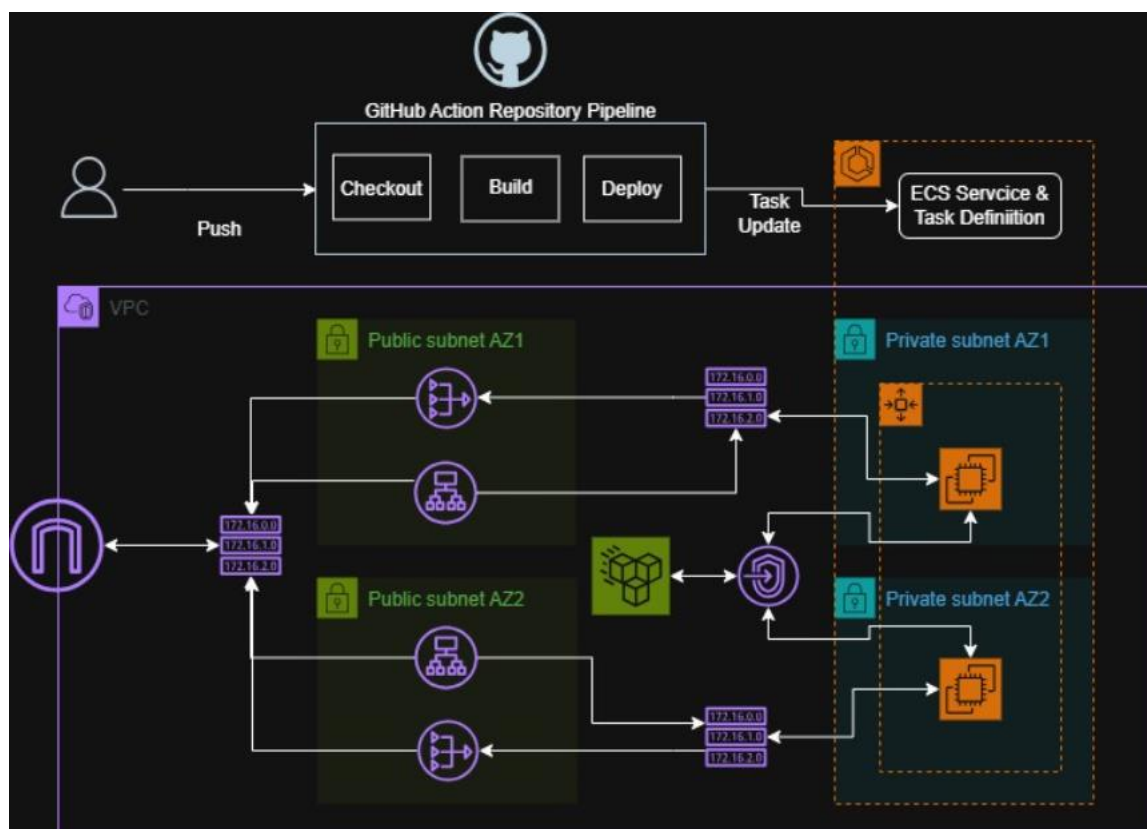 GitHub Action Repository Pipeline
Checkout
Build
Deploy
Push
Task
Update
ECS Servcice &
Task Definiition
VPC
Public subnet AZ1
172.16.0.0
172.16.1.0
172.16.2.0
Private subnet AZ1
172.16.0.0
172.16.1.0
172.16.2.0
Public subnet AZ2
Private subnet AZ2
172.16.0.0
172.16.1.0
172.16.2.0